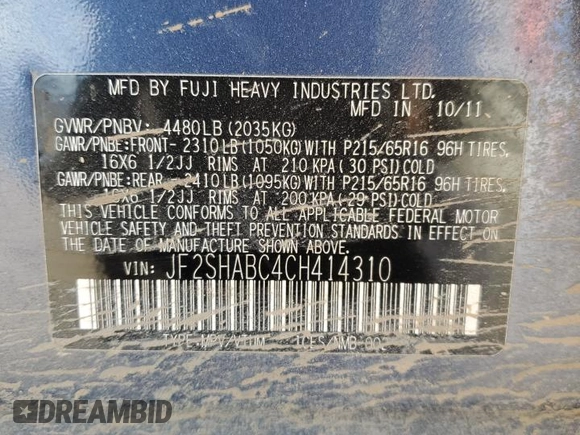 MFD BY FUJI HEAVY INDUSTRIES LTD.
MFD IN 10/11
GVWR/PNBV: 4480LB(2035KG)
GAWR/PNBE:FRONT- 2310LB(1050KG)WITH P215/65R16 96H TIRES,
16X6 1/2JJ RIMS AT 210 KPA(30 PSI)COLD
GAWR/PNBE:REAR -2410LB(1095KG)WITH P215/65R16 96H TIRES,
16X6 1/2JJ RIMS AT 200 KPA(29 PSI)COLD
THIS VEHICLE CONFORMS TO ALL APPLICABLE FEDERAL MOTOR
VEHICLE SAFETY AND THEFT PREVENTION STANDARDS IN EFFECT
ON THE DATE OF MANUFACTURE SHOWN ABOVE.
VIN: JF2SHABC4CH414310
TYPE:MPV/VTUM
DREAMBID